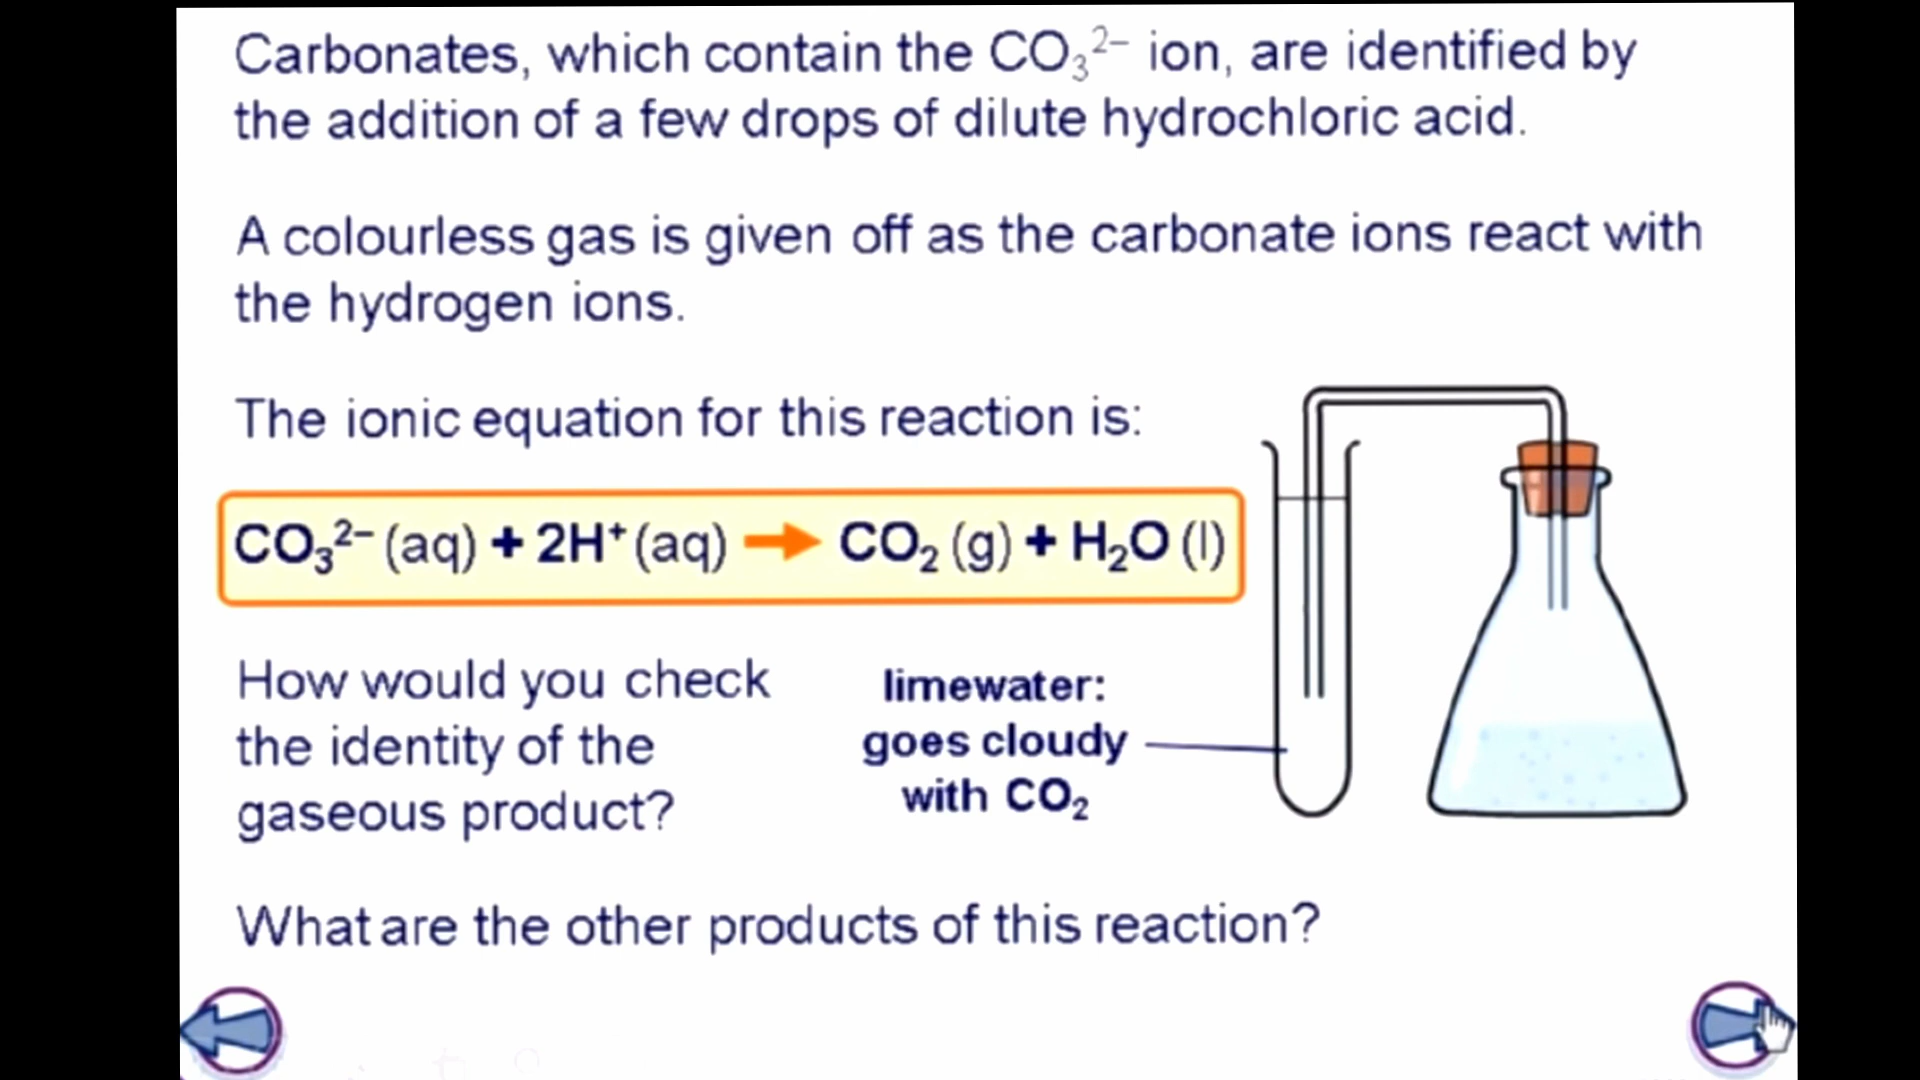 Carbonates, which contain the CO₃²⁻ ion, are identified by
the addition of a few drops of dilute hydrochloric acid.
A colourless gas is given off as the carbonate ions react with
the hydrogen ions.
The ionic equation for this reaction is:
CO₃²⁻ (aq) + 2H⁺ (aq) → CO₂ (g) + H₂O (l)
How would you check
the identity of the
gaseous product?
limewater:
goes cloudy
with CO₂
What are the other products of this reaction?